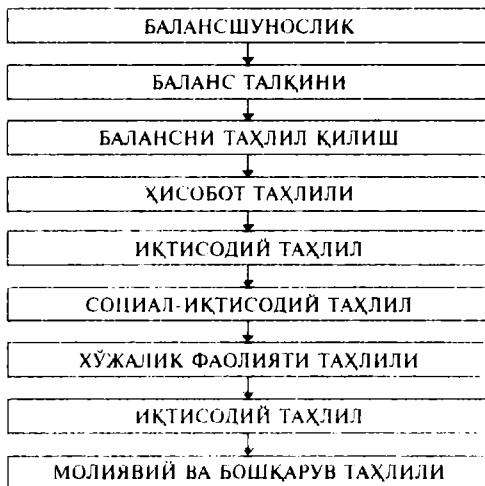 БАЛАНСШУНОСЛИК
БАЛАНС ТАЛҚИНИ
БАЛАНСНИ ТАҲЛИЛ ҚИЛИШ
ҲИСОБОТ ТАҲЛИЛИ
ИҚТИСОДИЙ ТАҲЛИЛ
СОЦИАЛ-ИҚТИСОДИЙ ТАҲЛИЛ
ХЎЖАЛИК ФАОЛИЯТИ ТАҲЛИЛИ
ИҚТИСОДИЙ ТАҲЛИЛ
МОЛИЯВИЙ ВА БОШҚАРУВ ТАҲЛИЛИ